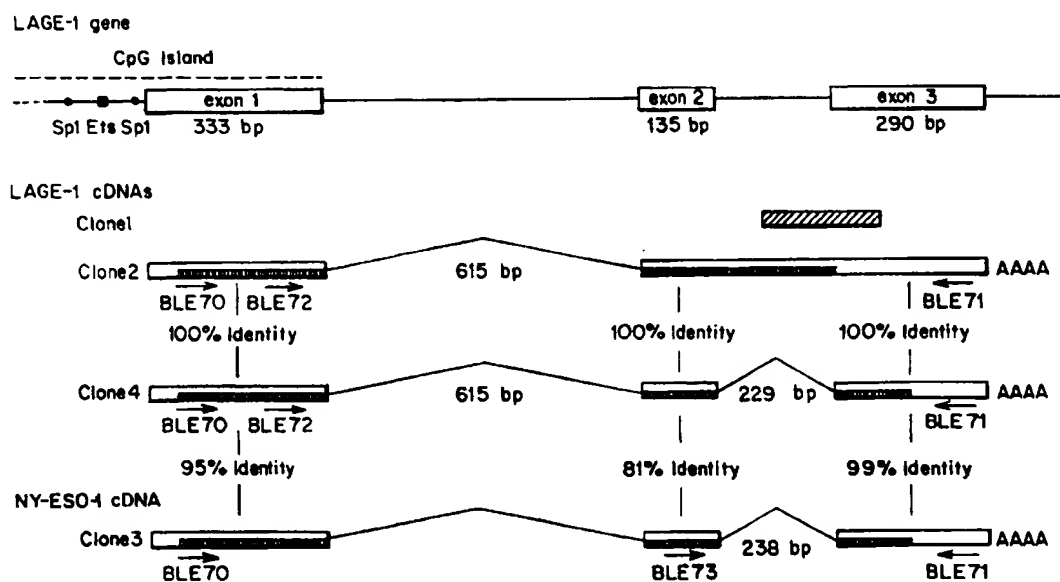 LAGE-1 gene
CpG Island
exon 1 exon 2 exon 3
Sp1 Ets Sp1 333 bp 135 bp 290 bp
LAGE-1 cDNAs
Clone1
Clone2 615 bp AAAA
BLE70 BLE72 BLE71
100% Identity 100% Identity 100% Identity
Clone4 615 bp 229 bp AAAA
BLE70 BLE72 BLE71
95% Identity 81% Identity 99% Identity
NY-ESO-1 cDNA
Clone3 238 bp AAAA
BLE70 BLE73 BLE71